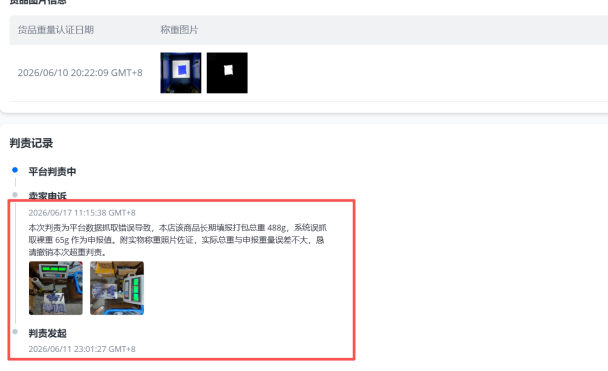 货品图片信息
货品重量认证日期 称重图片
2026/06/10 20:22:09 GMT+8
判责记录
平台判责中
卖家申诉
2026/06/17 11:15:38 GMT+8
本次判责为平台数据抓取错误导致，本店该商品长期填报打包总重 488g，系统误抓
取裸重 65g 作为申报值。附实物称重照片佐证，实际总重与申报重量误差不大，恳
请撤销本次超重判责。
判责发起
2026/06/11 23:01:27 GMT+8